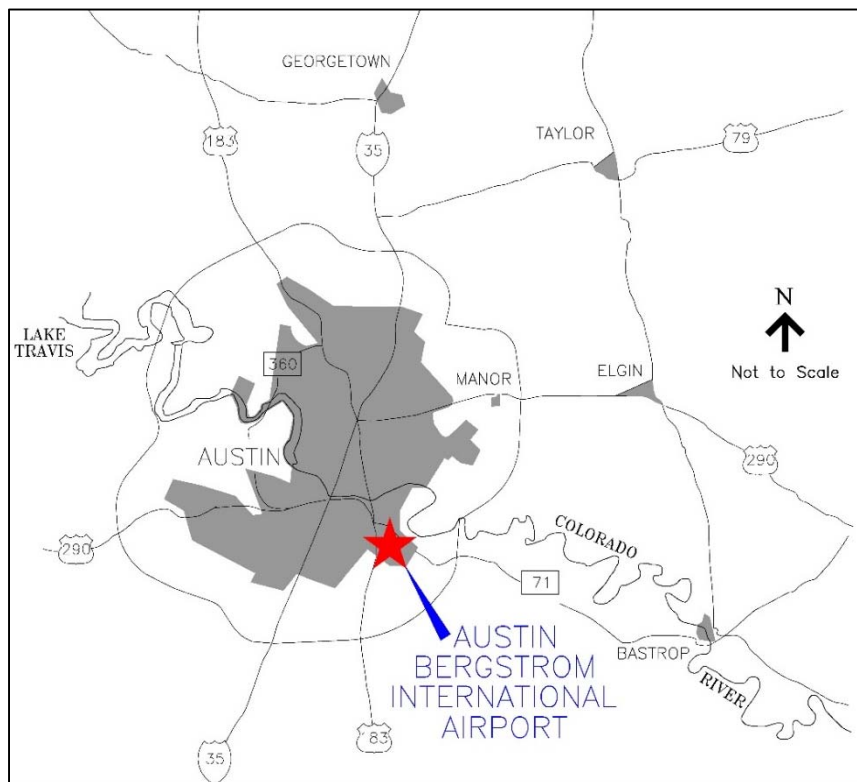 GEORGETOWN
TAYLOR
183
35
79
N
LAKE
TRAVIS
360
MANOR
ELGIN
Not to Scale
AUSTIN
290
COLORADO
290
71
AUSTIN
BERGSTROM
INTERNATIONAL
AIRPORT
BASTROP
RIVER
35
183